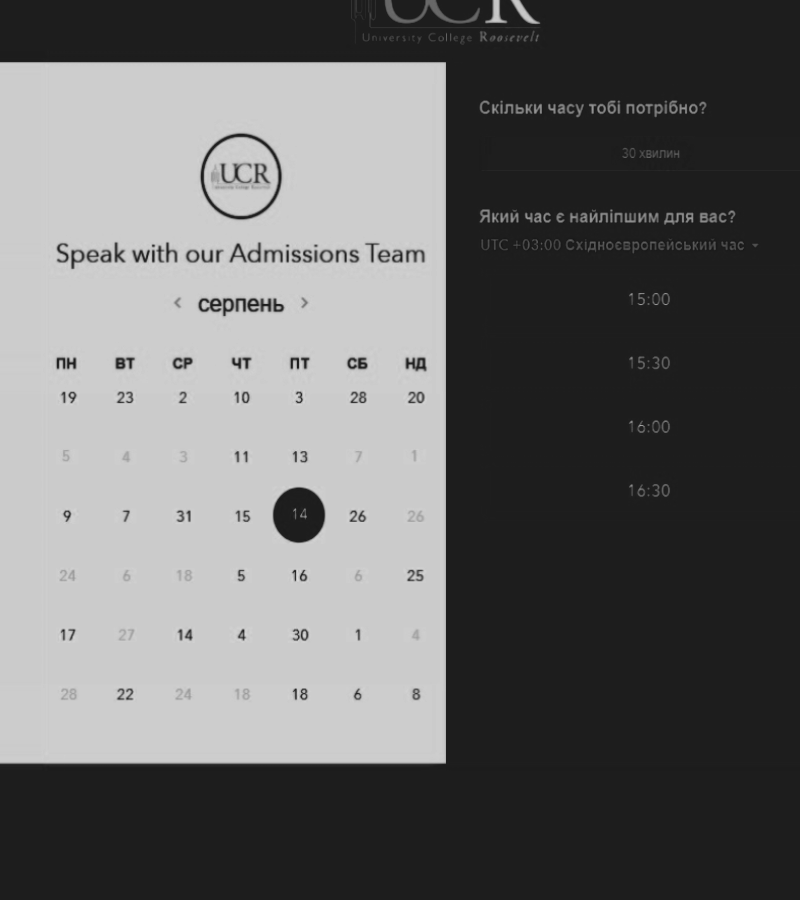 UCR
University College Roosevelt
UCR
Speak with our Admissions Team
< серпень >
ПН ВТ СР ЧТ ПТ СБ НД
19 23 2 10 3 28 20
5 4 3 11 13 7 1
9 7 31 15 14 26 26
24 6 18 5 16 6 25
17 27 14 4 30 1 4
28 22 24 18 18 6 8
Скільки часу тобі потрібно?
30 хвилин
Який час є найліпшим для вас?
UTC +03:00 Східноєвропейський час
15:00
15:30
16:00
16:30